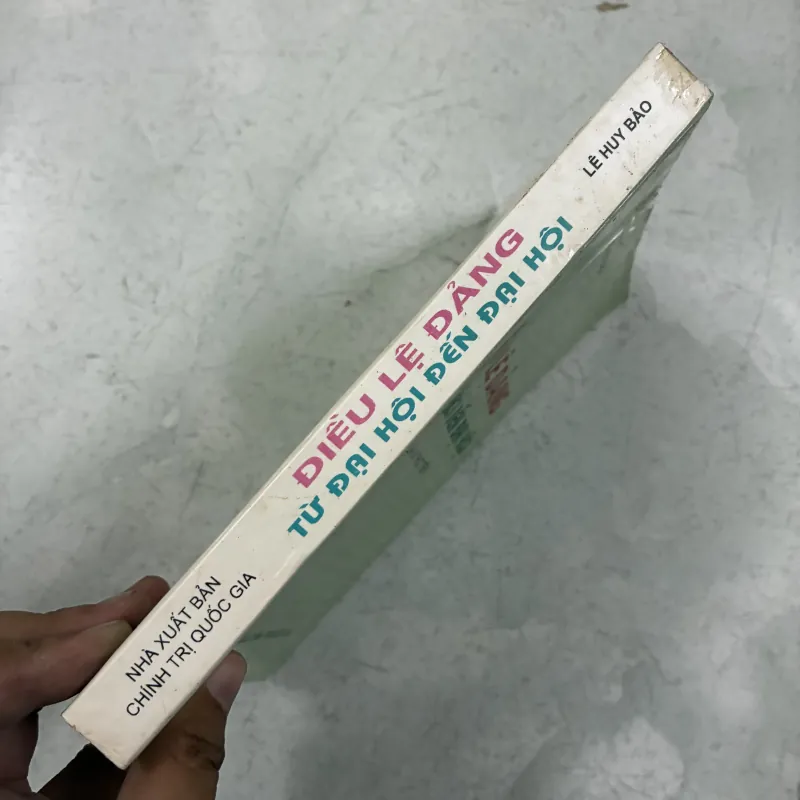 NHÀ XUẤT BẢN
CHÍNH TRỊ QUỐC GIA
ĐIỀU LỆ ĐẢNG
TỪ ĐẠI HỘI ĐẾN ĐẠI HỘI
LÊ HUY BẢO